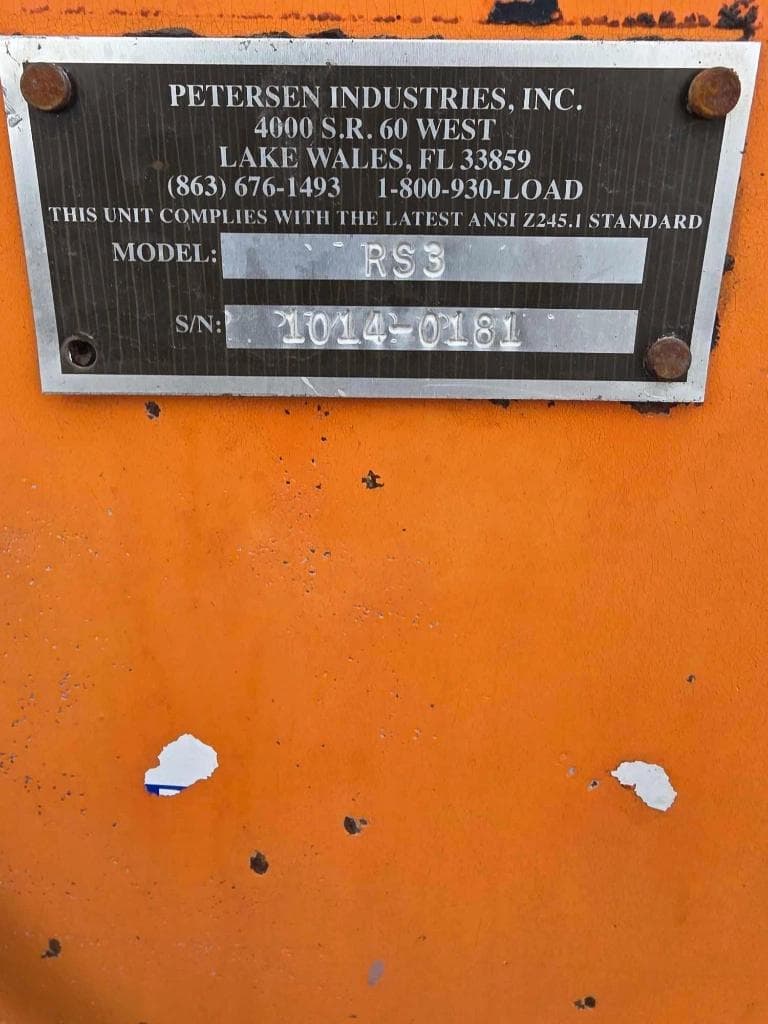 PETERSEN INDUSTRIES, INC.
4000 S.R. 60 WEST
LAKE WALES, FL 33859
(863) 676-1493 1-800-930-LOAD
THIS UNIT COMPLIES WITH THE LATEST ANSI Z245.1 STANDARD
MODEL: RS3
S/N: 1014-0181